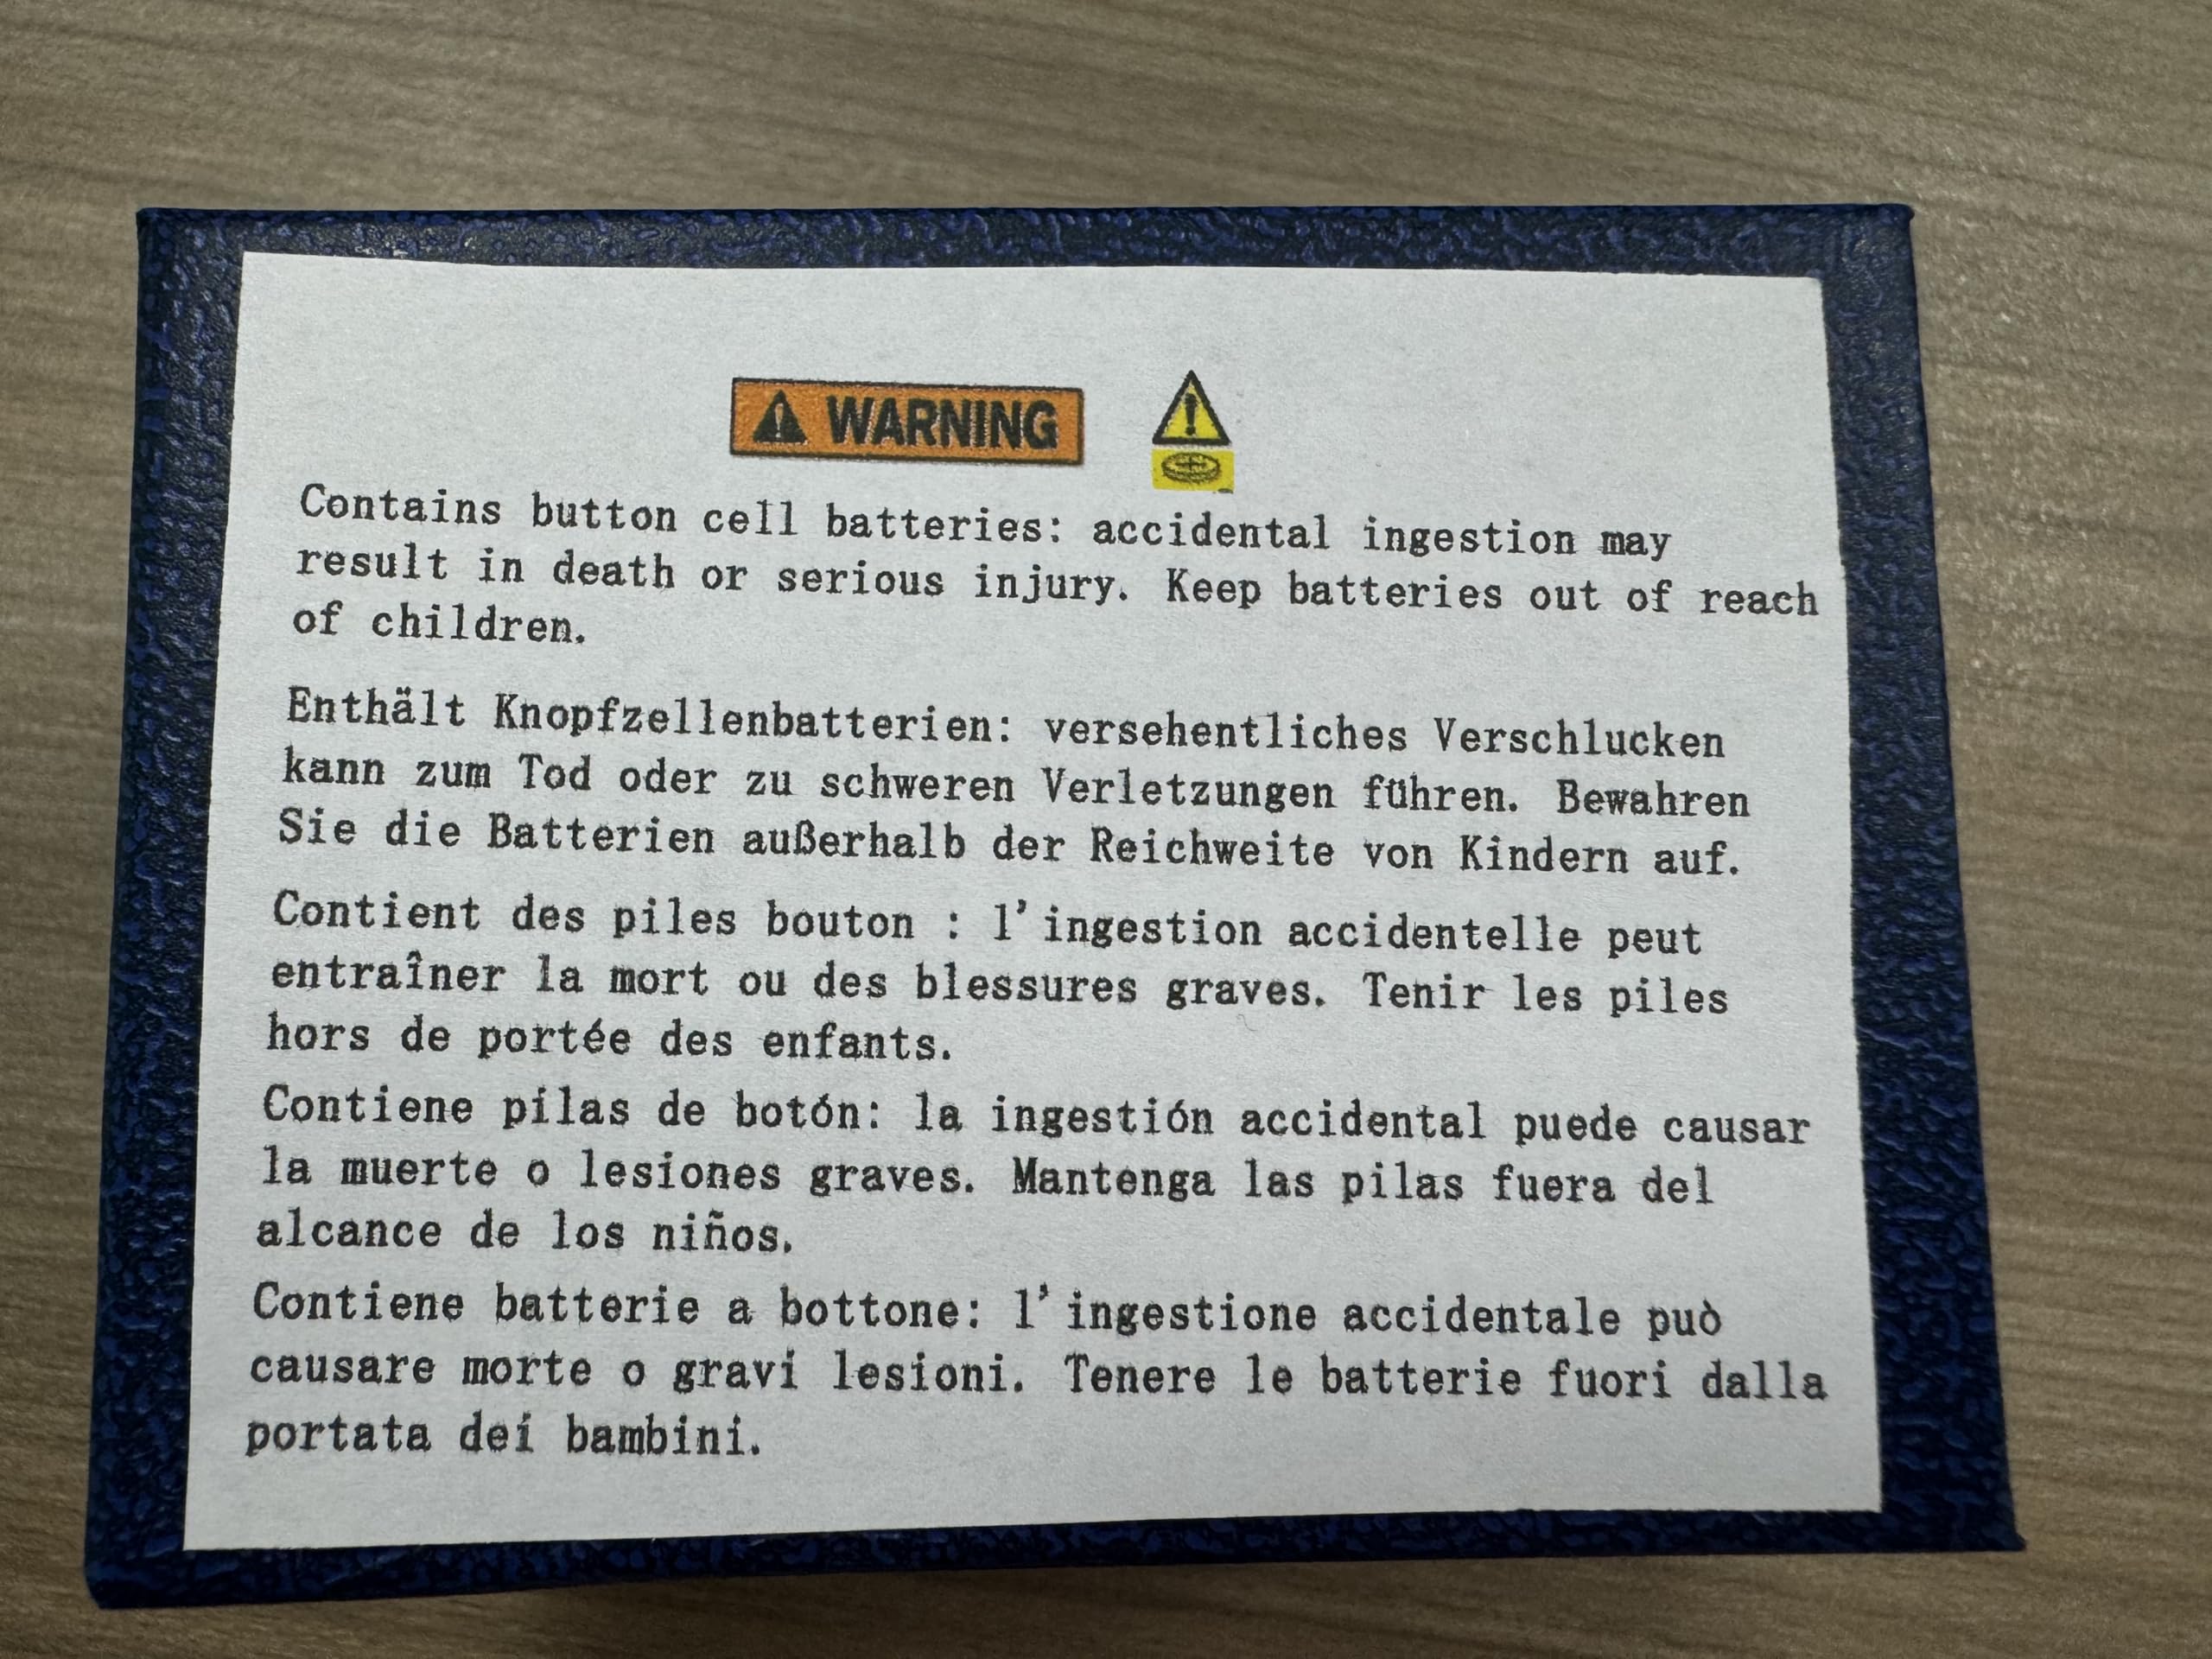 WARNING
Contains button cell batteries: accidental ingestion may
result in death or serious injury. Keep batteries out of reach
of children.
Enthält Knopfzellenbatterien: versehentliches Verschlucken
kann zum Tod oder zu schweren Verletzungen führen. Bewahren
Sie die Batterien außerhalb der Reichweite von Kindern auf.
Contient des piles bouton : l'ingestion accidentelle peut
entraîner la mort ou des blessures graves. Tenir les piles
hors de portée des enfants.
Contiene pilas de botón: la ingestión accidental puede causar
la muerte o lesiones graves. Mantenga las pilas fuera del
alcance de los niños.
Contiene batterie a bottone: l'ingestione accidentale può
causare morte o gravi lesioni. Tenere le batterie fuori dalla
portata dei bambini.